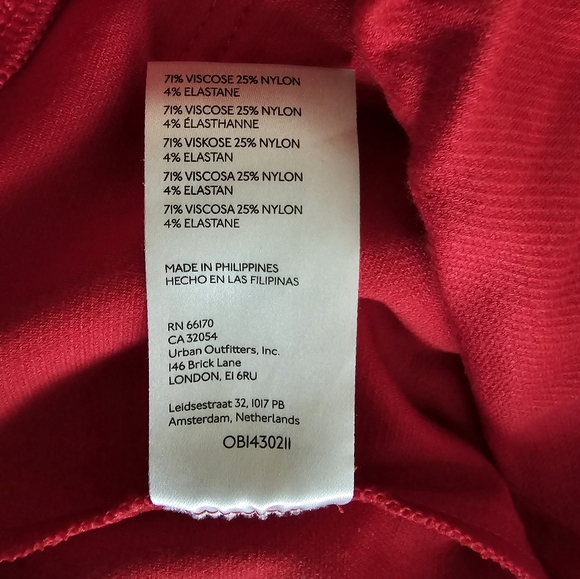 71% VISCOSE 25% NYLON
4% ELASTANE
71% VISCOSE 25% NYLON
4% ÉLASTHANNE
71% VISKOSE 25% NYLON
4% ELASTAN
71% VISCOSA 25% NYLON
4% ELASTAN
71% VISCOSA 25% NYLON
4% ELASTANE
MADE IN PHILIPPINES
HECHO EN LAS FILIPINAS
RN 66170
CA 32054
Urban Outfitters, Inc.
146 Brick Lane
LONDON, E1 6RU
Leidsestraat 32, 1017 PB
Amsterdam, Netherlands
OB1430211